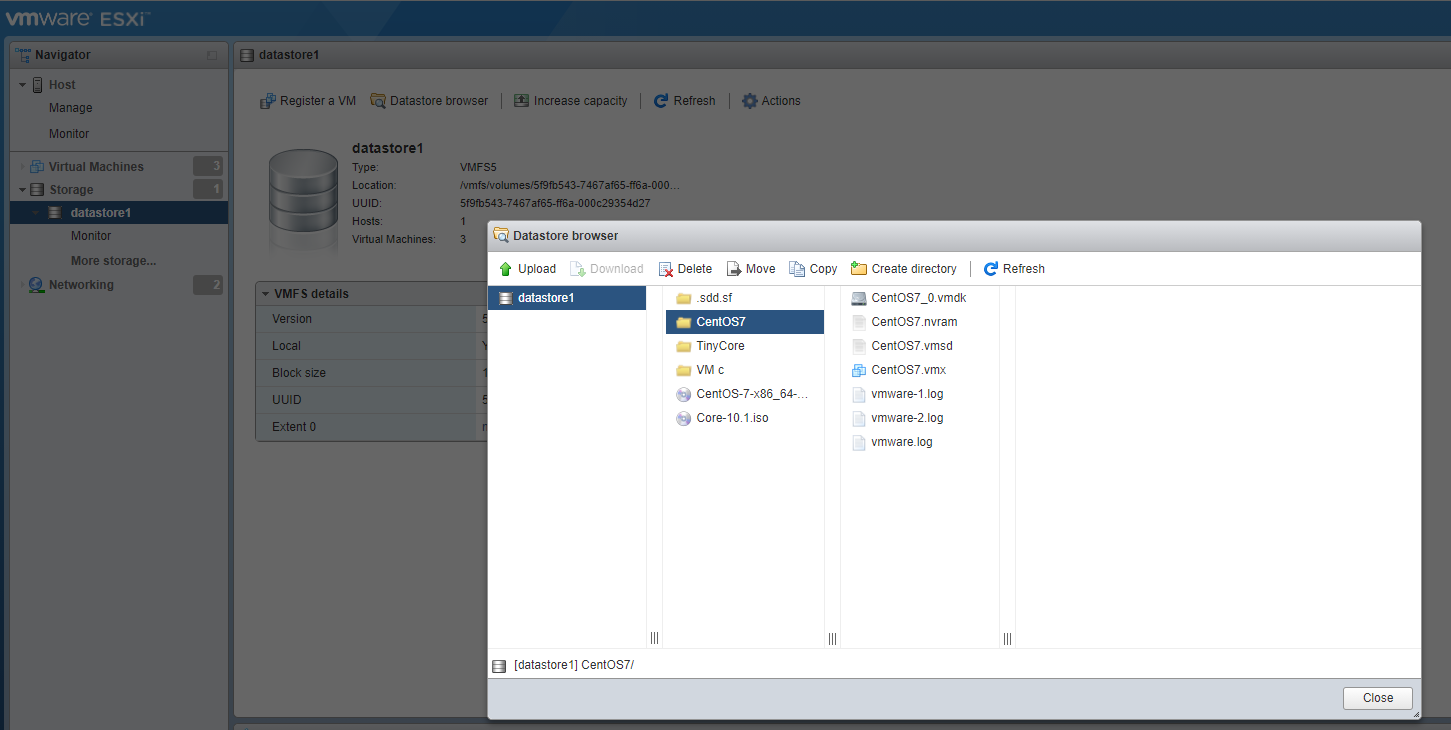 vmware ESXi™
Navigator
Host
Manage
Monitor
Virtual Machines 3
Storage 1
datastore1
Monitor
More storage...
Networking 2
datastore1
Register a VM Datastore browser Increase capacity Refresh Actions
datastore1
Type: VMFS5
Location: /vmfs/volumes/5f9fb543-7467af65-ff6a-000...
UUID: 5f9fb543-7467af65-ff6a-000c29354d27
Hosts: 1
Virtual Machines: 3
VMFS details
Version 5
Local
Block size 1
UUID 5
Extent 0
Datastore browser
Upload Download Delete Move Copy Create directory Refresh
datastore1
.sdd.sf
CentOS7
TinyCore
VM c
CentOS-7-x86_64-...
Core-10.1.iso
CentOS7_0.vmdk
CentOS7.nvram
CentOS7.vmsd
CentOS7.vmx
vmware-1.log
vmware-2.log
vmware.log
[datastore1] CentOS7/
Close